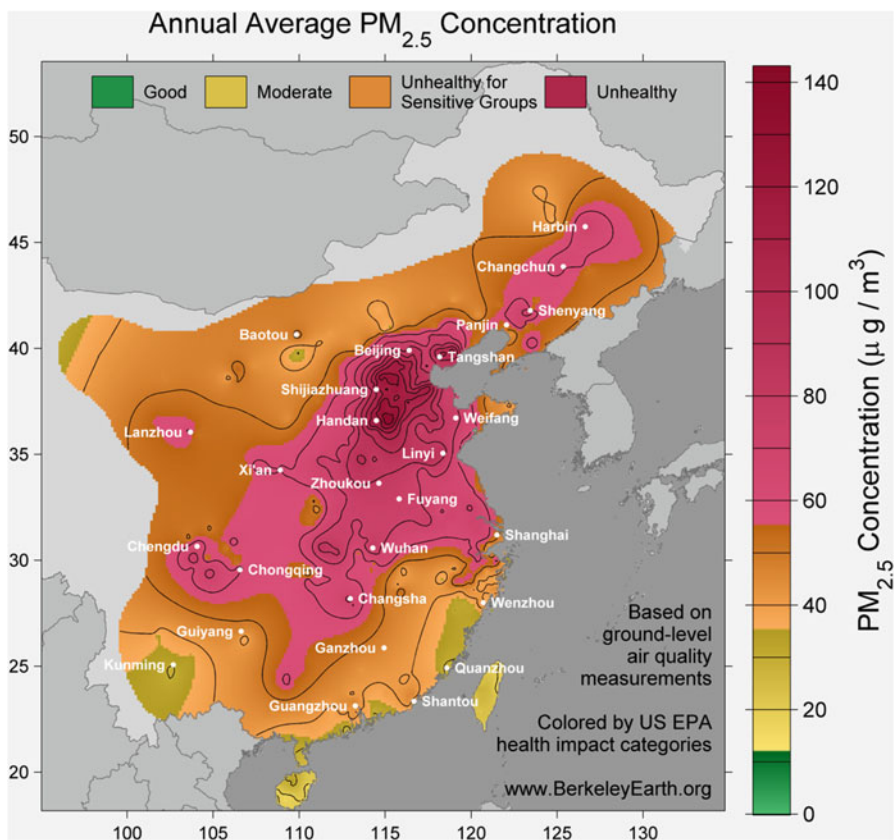 Annual Average PM2.5 Concentration
Good
Moderate
Unhealthy for
Sensitive Groups
Unhealthy
50
45
40
35
30
25
20
100
105
110
115
120
125
130
Harbin
Changchun
Shenyang
Panjin
Baotou
Beijing
Tangshan
Shijiazhuang
Handan
Weifang
Lanzhou
Linyi
Xi'an
Zhoukou
Fuyang
Shanghai
Chengdu
Wuhan
Chongqing
Changsha
Wenzhou
Guiyang
Ganzhou
Kunming
Quanzhou
Guangzhou
Shantou
Based on
ground-level
air quality
measurements
Colored by US EPA
health impact categories
www.BerkeleyEarth.org
140
120
100
80
60
40
20
0
PM2.5 Concentration (μ g / m3)